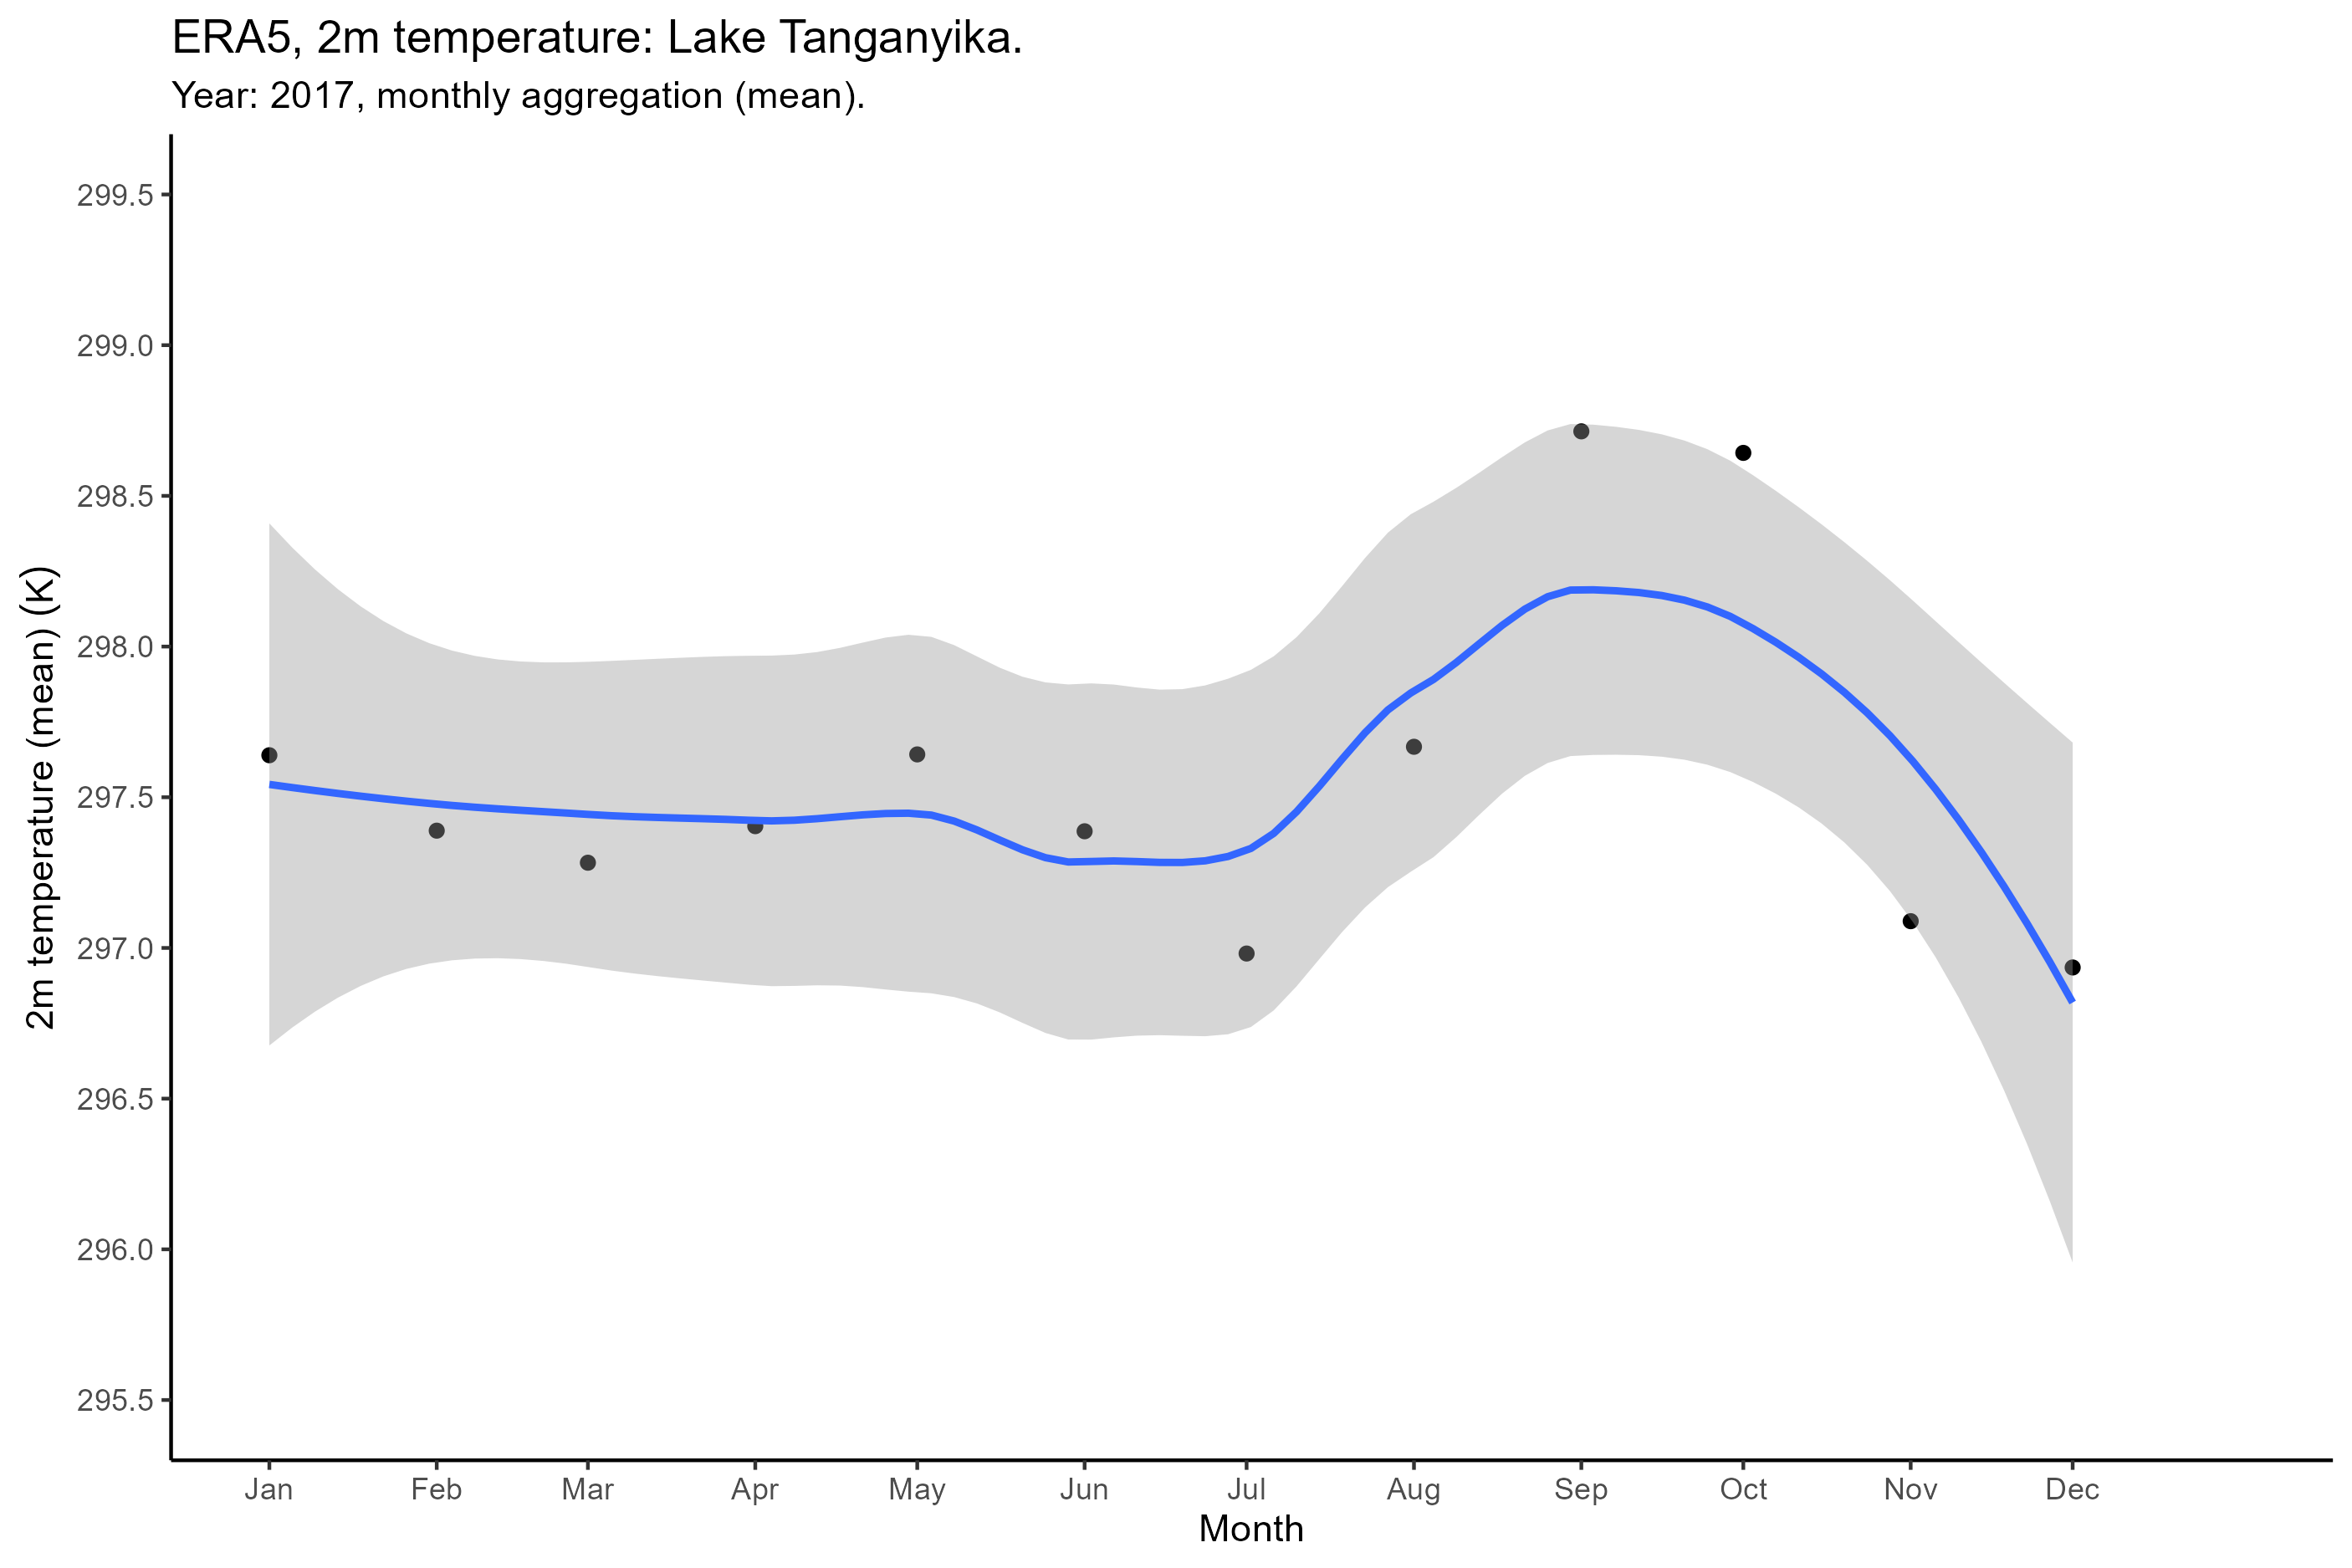 ERA5, 2m temperature: Lake Tanganyika.
Year: 2017, monthly aggregation (mean).
2m temperature (mean) (K)
299.5
299.0
298.5
298.0
297.5
297.0
296.5
296.0
295.5
Jan Feb Mar Apr May Jun Jul Aug Sep Oct Nov Dec
Month